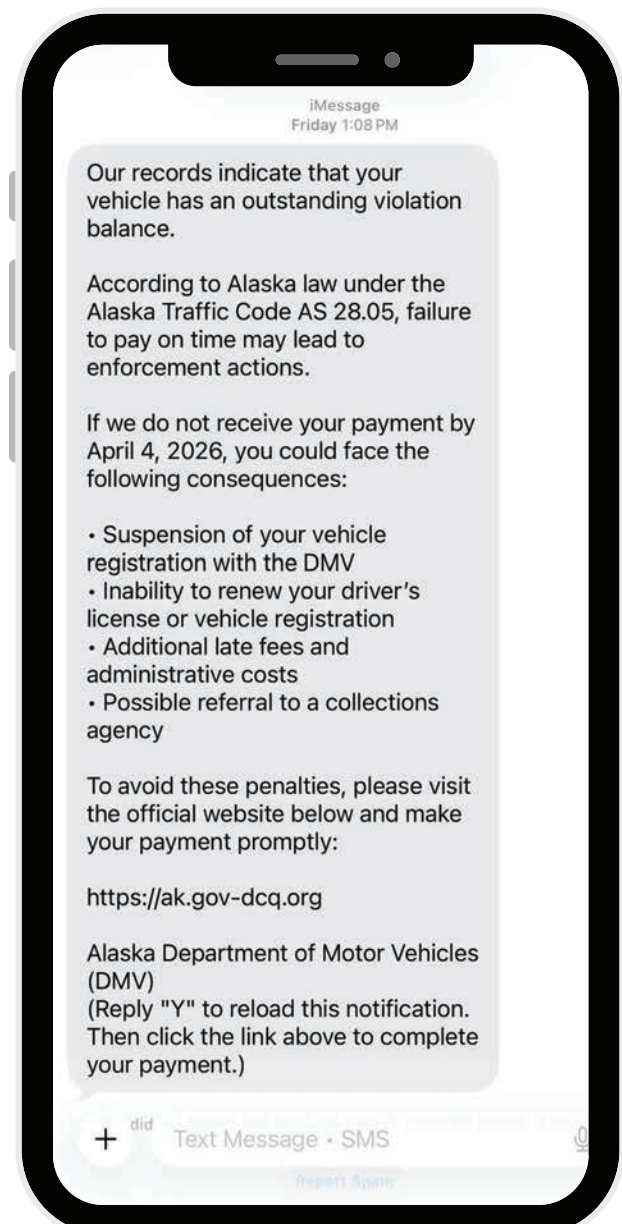 iMessage
Friday 1:08 PM
Our records indicate that your
vehicle has an outstanding violation
balance.
According to Alaska law under the
Alaska Traffic Code AS 28.05, failure
to pay on time may lead to
enforcement actions.
If we do not receive your payment by
April 4, 2026, you could face the
following consequences:
• Suspension of your vehicle
registration with the DMV
• Inability to renew your driver’s
license or vehicle registration
• Additional late fees and
administrative costs
• Possible referral to a collections
agency
To avoid these penalties, please visit
the official website below and make
your payment promptly:
https://ak.gov-dcq.org
Alaska Department of Motor Vehicles
(DMV)
(Reply "Y" to reload this notification.
Then click the link above to complete
your payment.)
did
Text Message • SMS
Report Spam